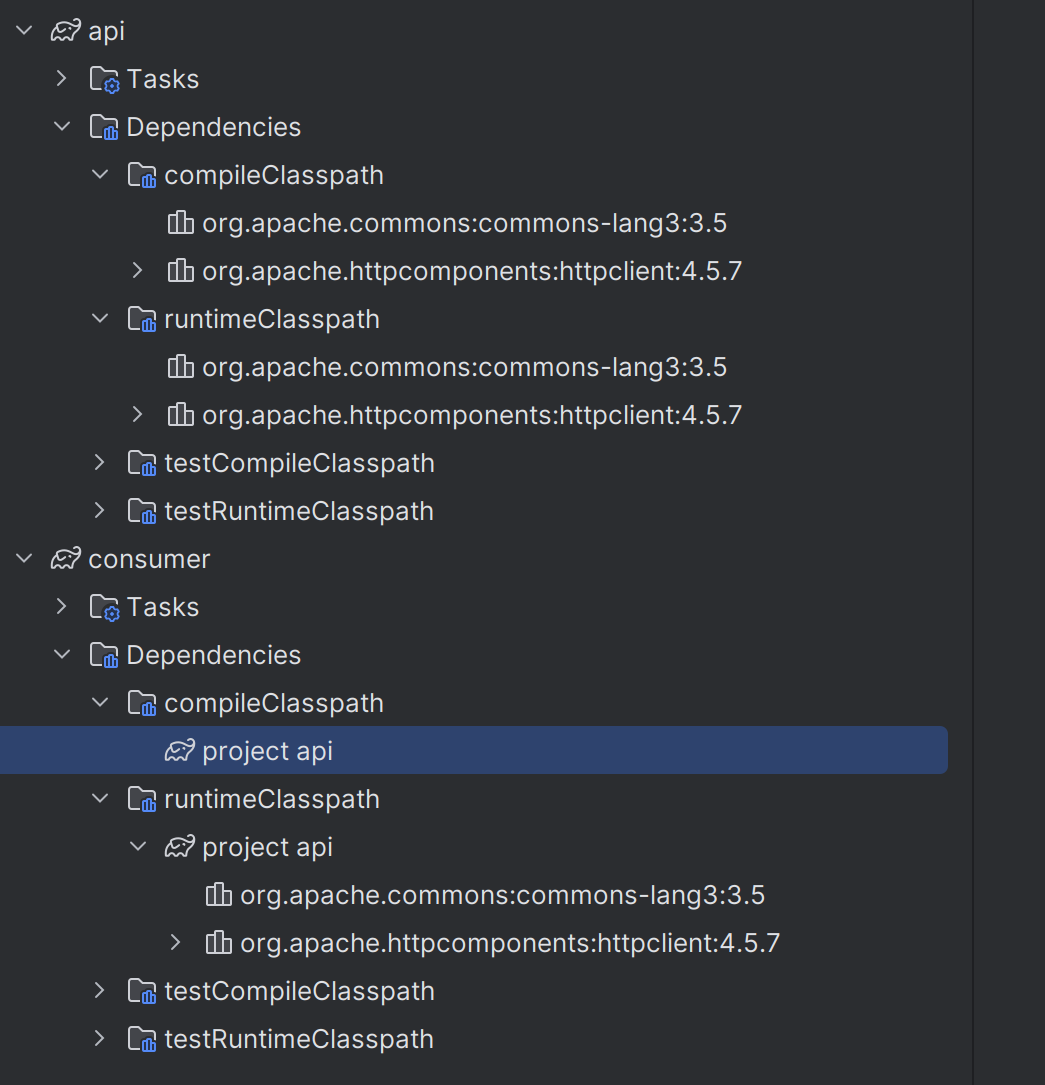 api
Tasks
Dependencies
compileClasspath
org.apache.commons:commons-lang3:3.5
org.apache.httpcomponents:httpclient:4.5.7
runtimeClasspath
org.apache.commons:commons-lang3:3.5
org.apache.httpcomponents:httpclient:4.5.7
testCompileClasspath
testRuntimeClasspath
consumer
Tasks
Dependencies
compileClasspath
project api
runtimeClasspath
project api
org.apache.commons:commons-lang3:3.5
org.apache.httpcomponents:httpclient:4.5.7
testCompileClasspath
testRuntimeClasspath